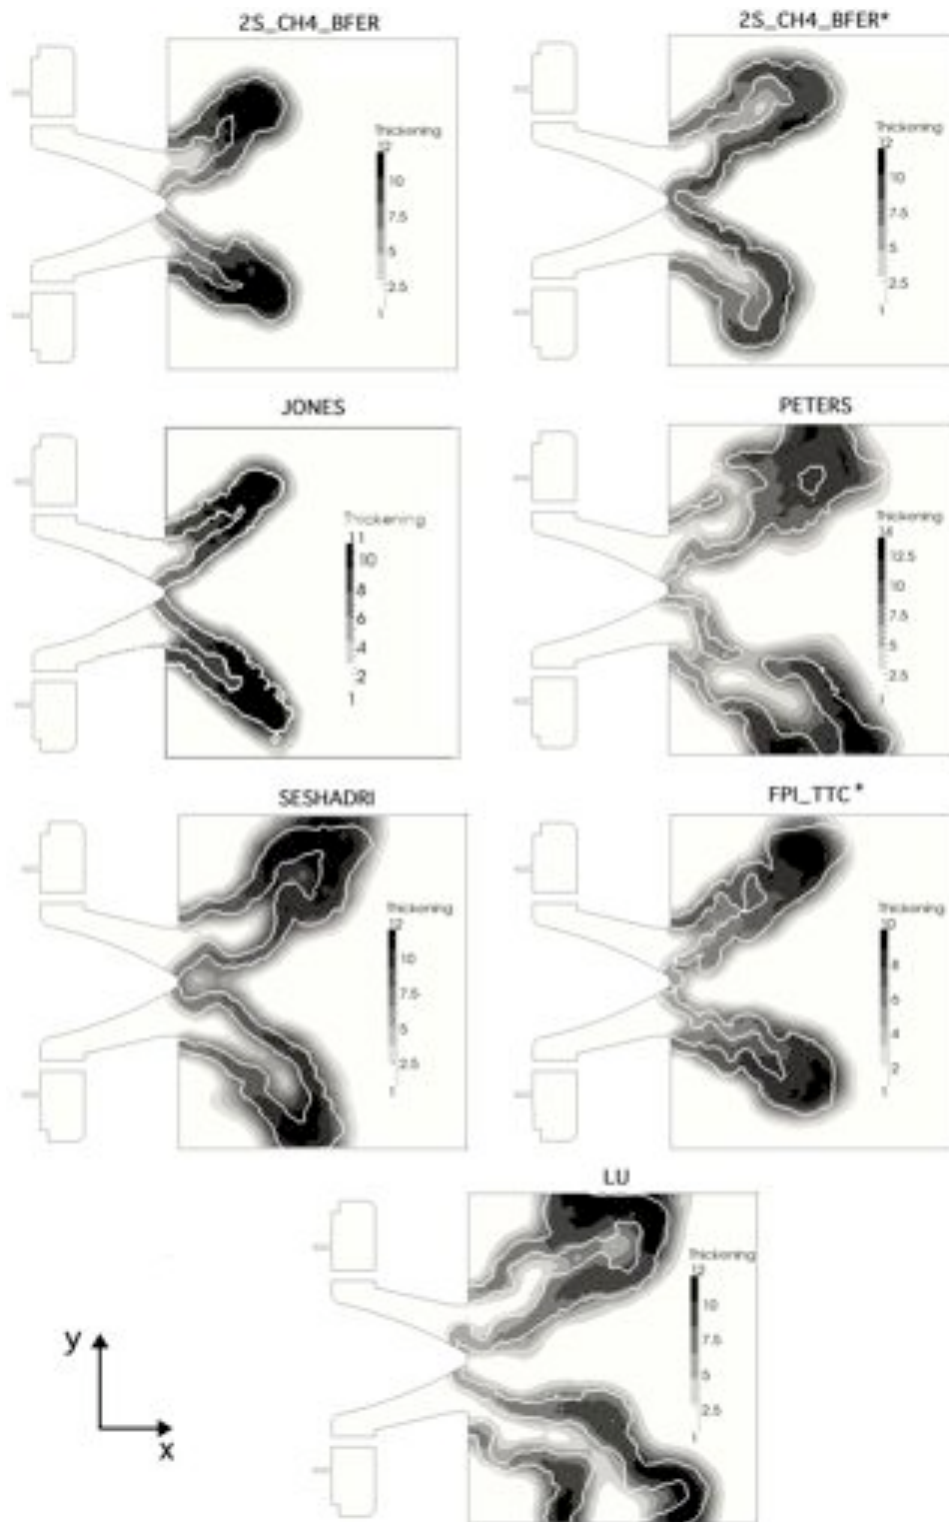 2S_CH4_BFER
2S_CH4_BFER*
Thickening
12
10
7.5
5
2.5
1
Thickening
12
10
7.5
5
2.5
1
JONES
PETERS
Thickening
11
10
8
6
4
2
1
Thickening
14
12.5
10
7.5
5
2.5
1
SESHADRI
FPI_TTC*
Thickening
12
10
7.5
5
2.5
1
Thickening
10
8
6
4
2
1
LU
Thickening
12
10
7.5
5
2.5
1
y
x